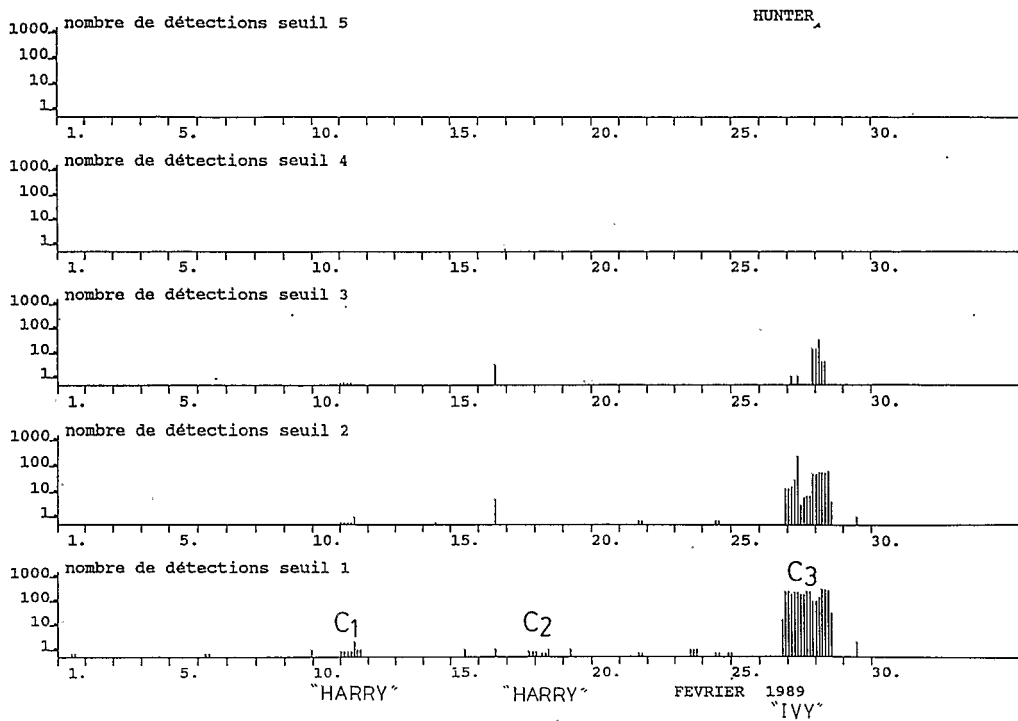 nombre de détections seuil 5
HUNTER
1000
100
10
1
1. 5. 10. 15. 20. 25. 30.
nombre de détections seuil 4
1000
100
10
1
1. 5. 10. 15. 20. 25. 30.
nombre de détections seuil 3
1000
100
10
1
1. 5. 10. 15. 20. 25. 30.
nombre de détections seuil 2
1000
100
10
1
1. 5. 10. 15. 20. 25. 30.
nombre de détections seuil 1
1000
100
10
1
C1 C2 C3
1. 5. 10. 15. 20. 25. 30.
"HARRY" "HARRY" FEVRIER 1989
"IVY"